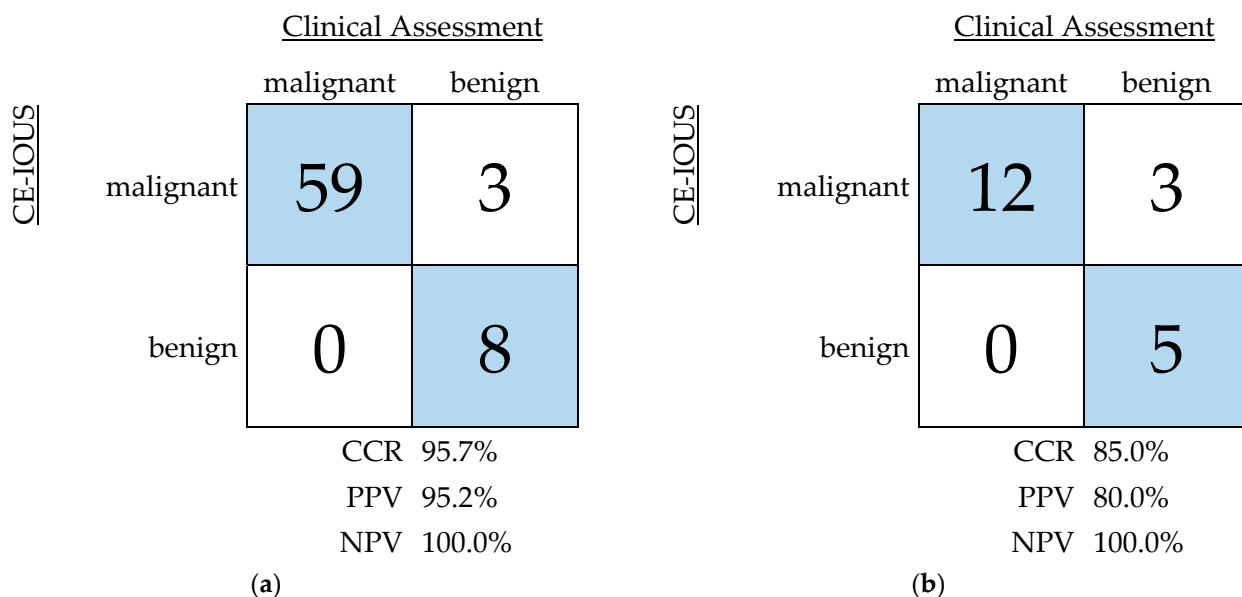 Clinical Assessment
malignant benign
CE-IOUS
malignant 59 3
benign 0 8
CCR 95.7%
PPV 95.2%
NPV 100.0%
(a)
Clinical Assessment
malignant benign
CE-IOUS
malignant 12 3
benign 0 5
CCR 85.0%
PPV 80.0%
NPV 100.0%
(b)